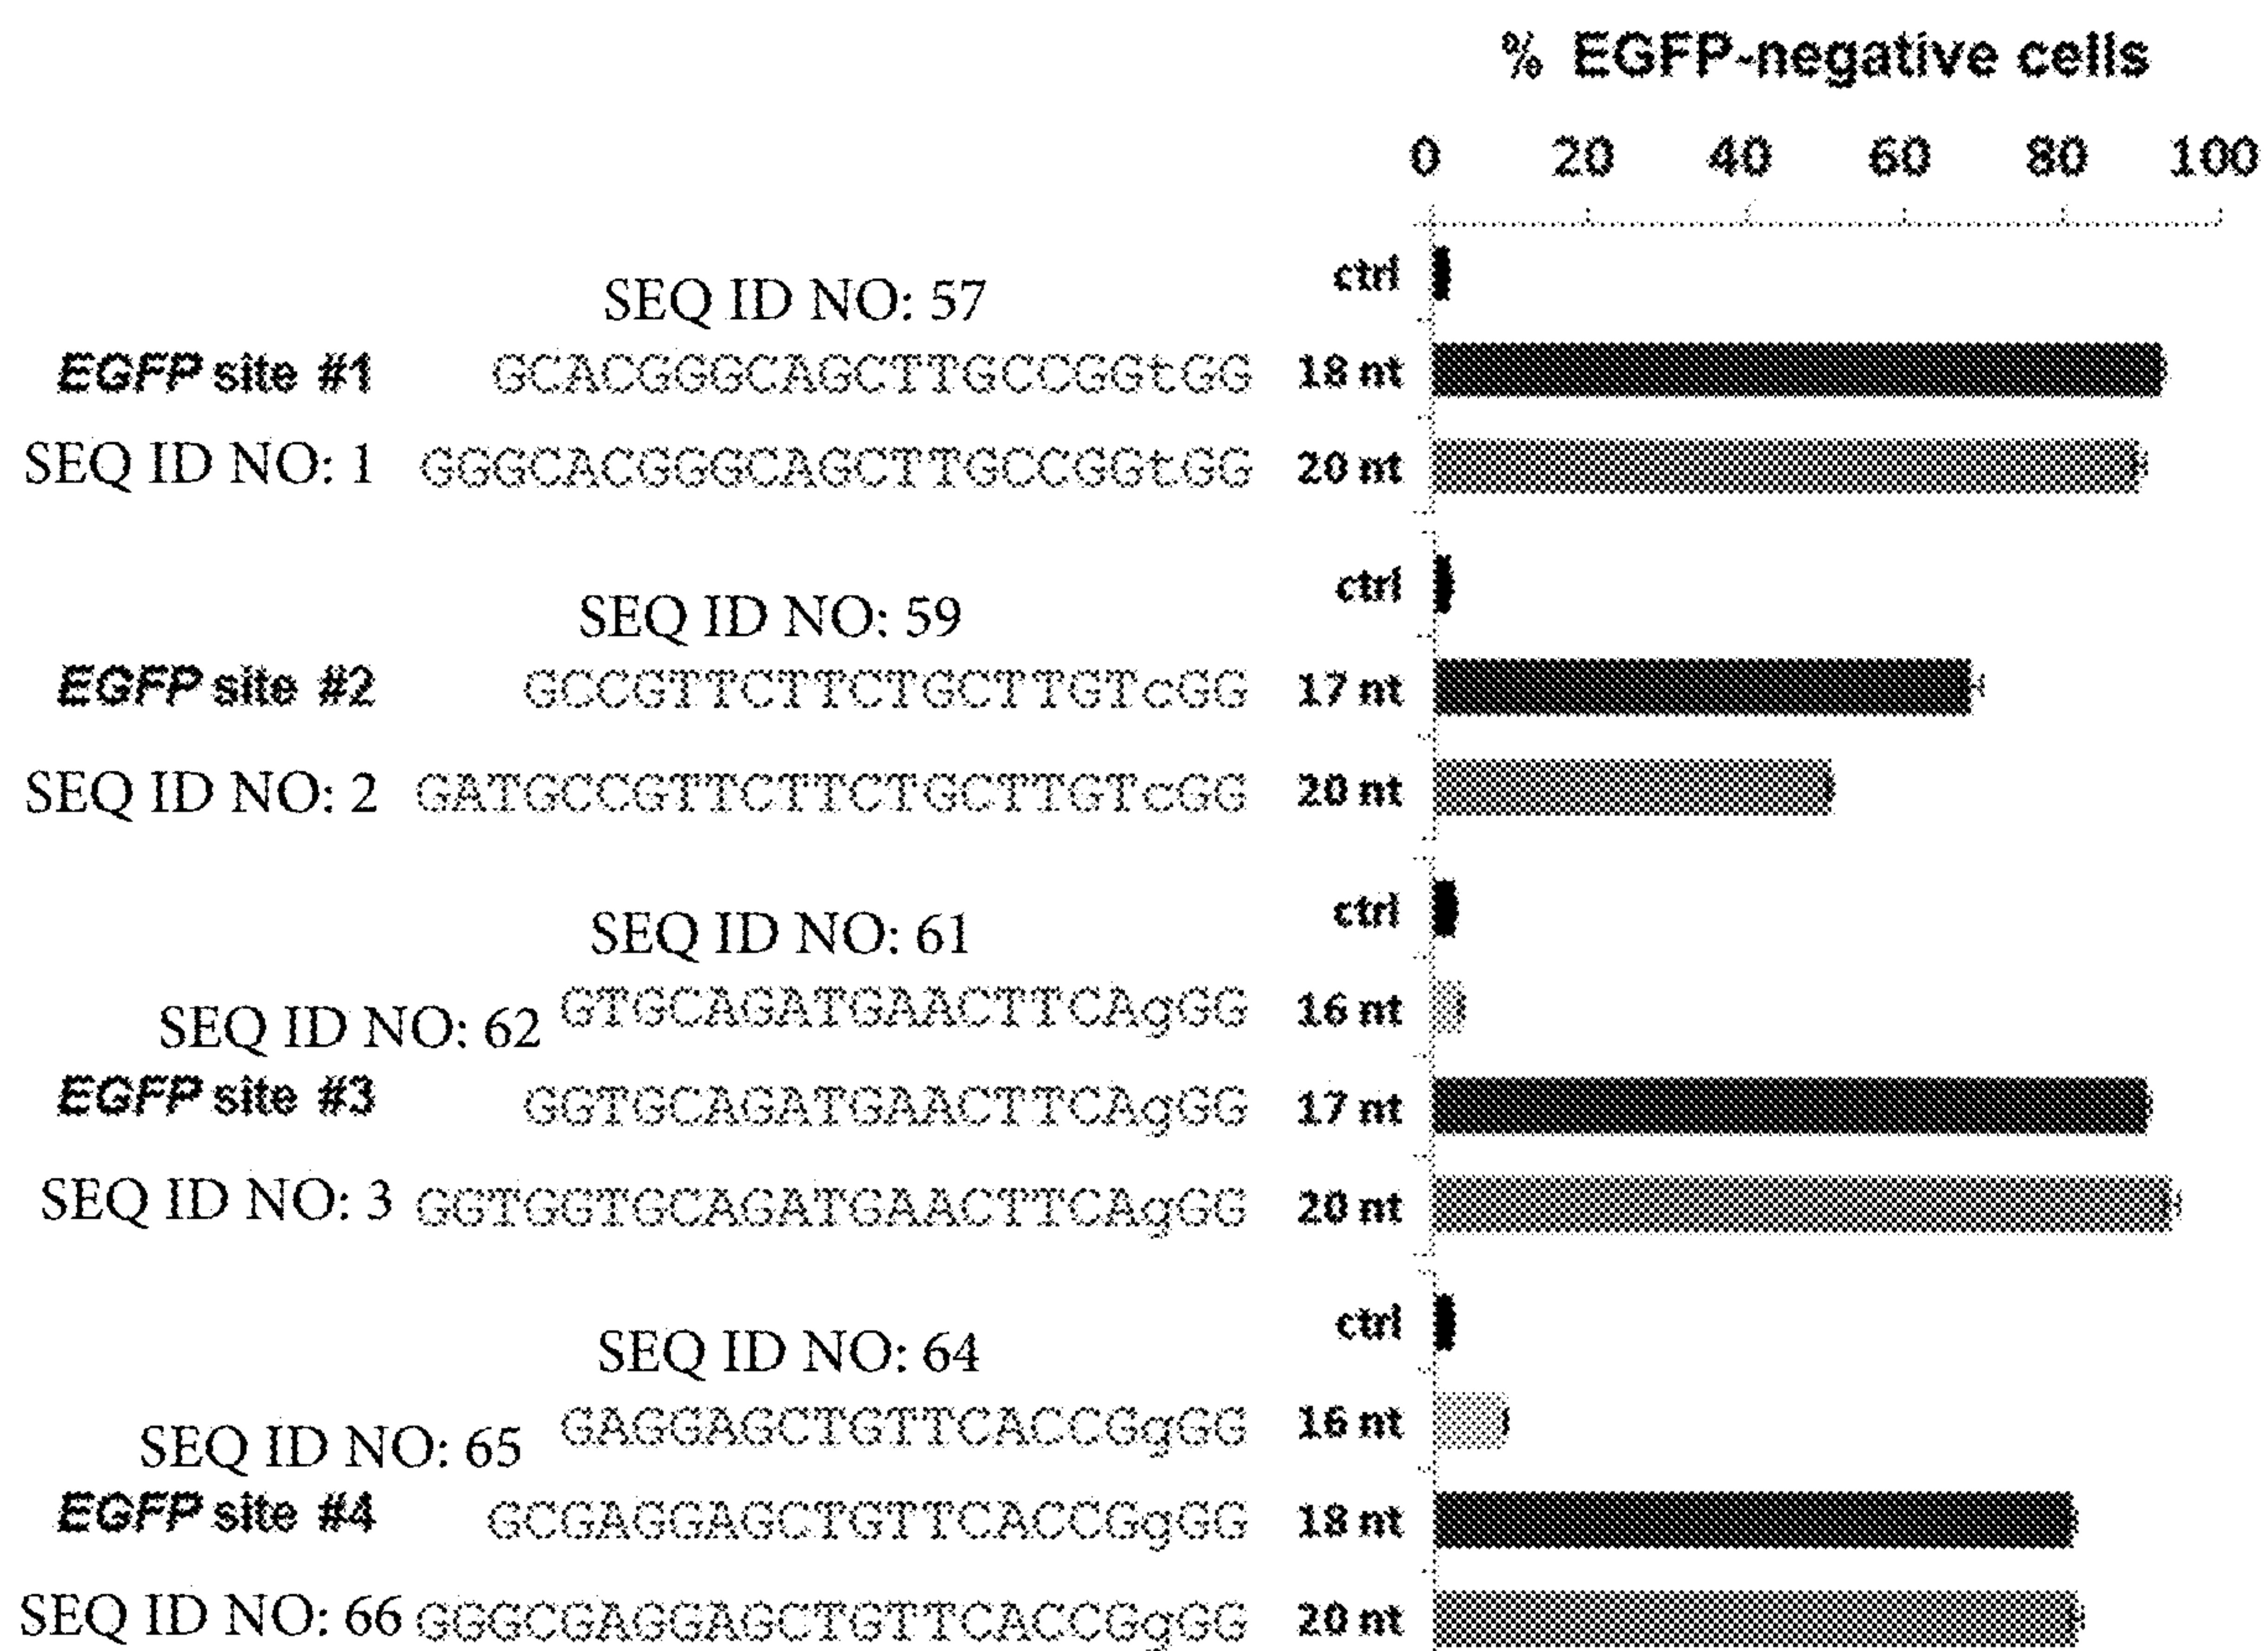 % EGFP-negative cells
0 20 40 60 80 100
ctrl
SEQ ID NO: 57
EGFP site #1 GCACGGGCAGCTTGCCGGtGG 18 nt
SEQ ID NO: 1 GGGCACGGGCAGCTTGCCGGtGG 20 nt
ctrl
SEQ ID NO: 59
EGFP site #2 GCCGTTCTTCTGCTTGTcGG 17 nt
SEQ ID NO: 2 GATGCCGTTCTTCTGCTTGTcGG 20 nt
ctrl
SEQ ID NO: 61
SEQ ID NO: 62 GTGCAGATGAACTTCAgGG 16 nt
EGFP site #3 GGTGCAGATGAACTTCAgGG 17 nt
SEQ ID NO: 3 GGTGGTGCAGATGAACTTCAgGG 20 nt
ctrl
SEQ ID NO: 64
SEQ ID NO: 65 GAGGAGCTGTTCACCGgGG 16 nt
EGFP site #4 GCGAGGAGCTGTTCACCGgGG 18 nt
SEQ ID NO: 66 GGGCGAGGAGCTGTTCACCGgGG 20 nt